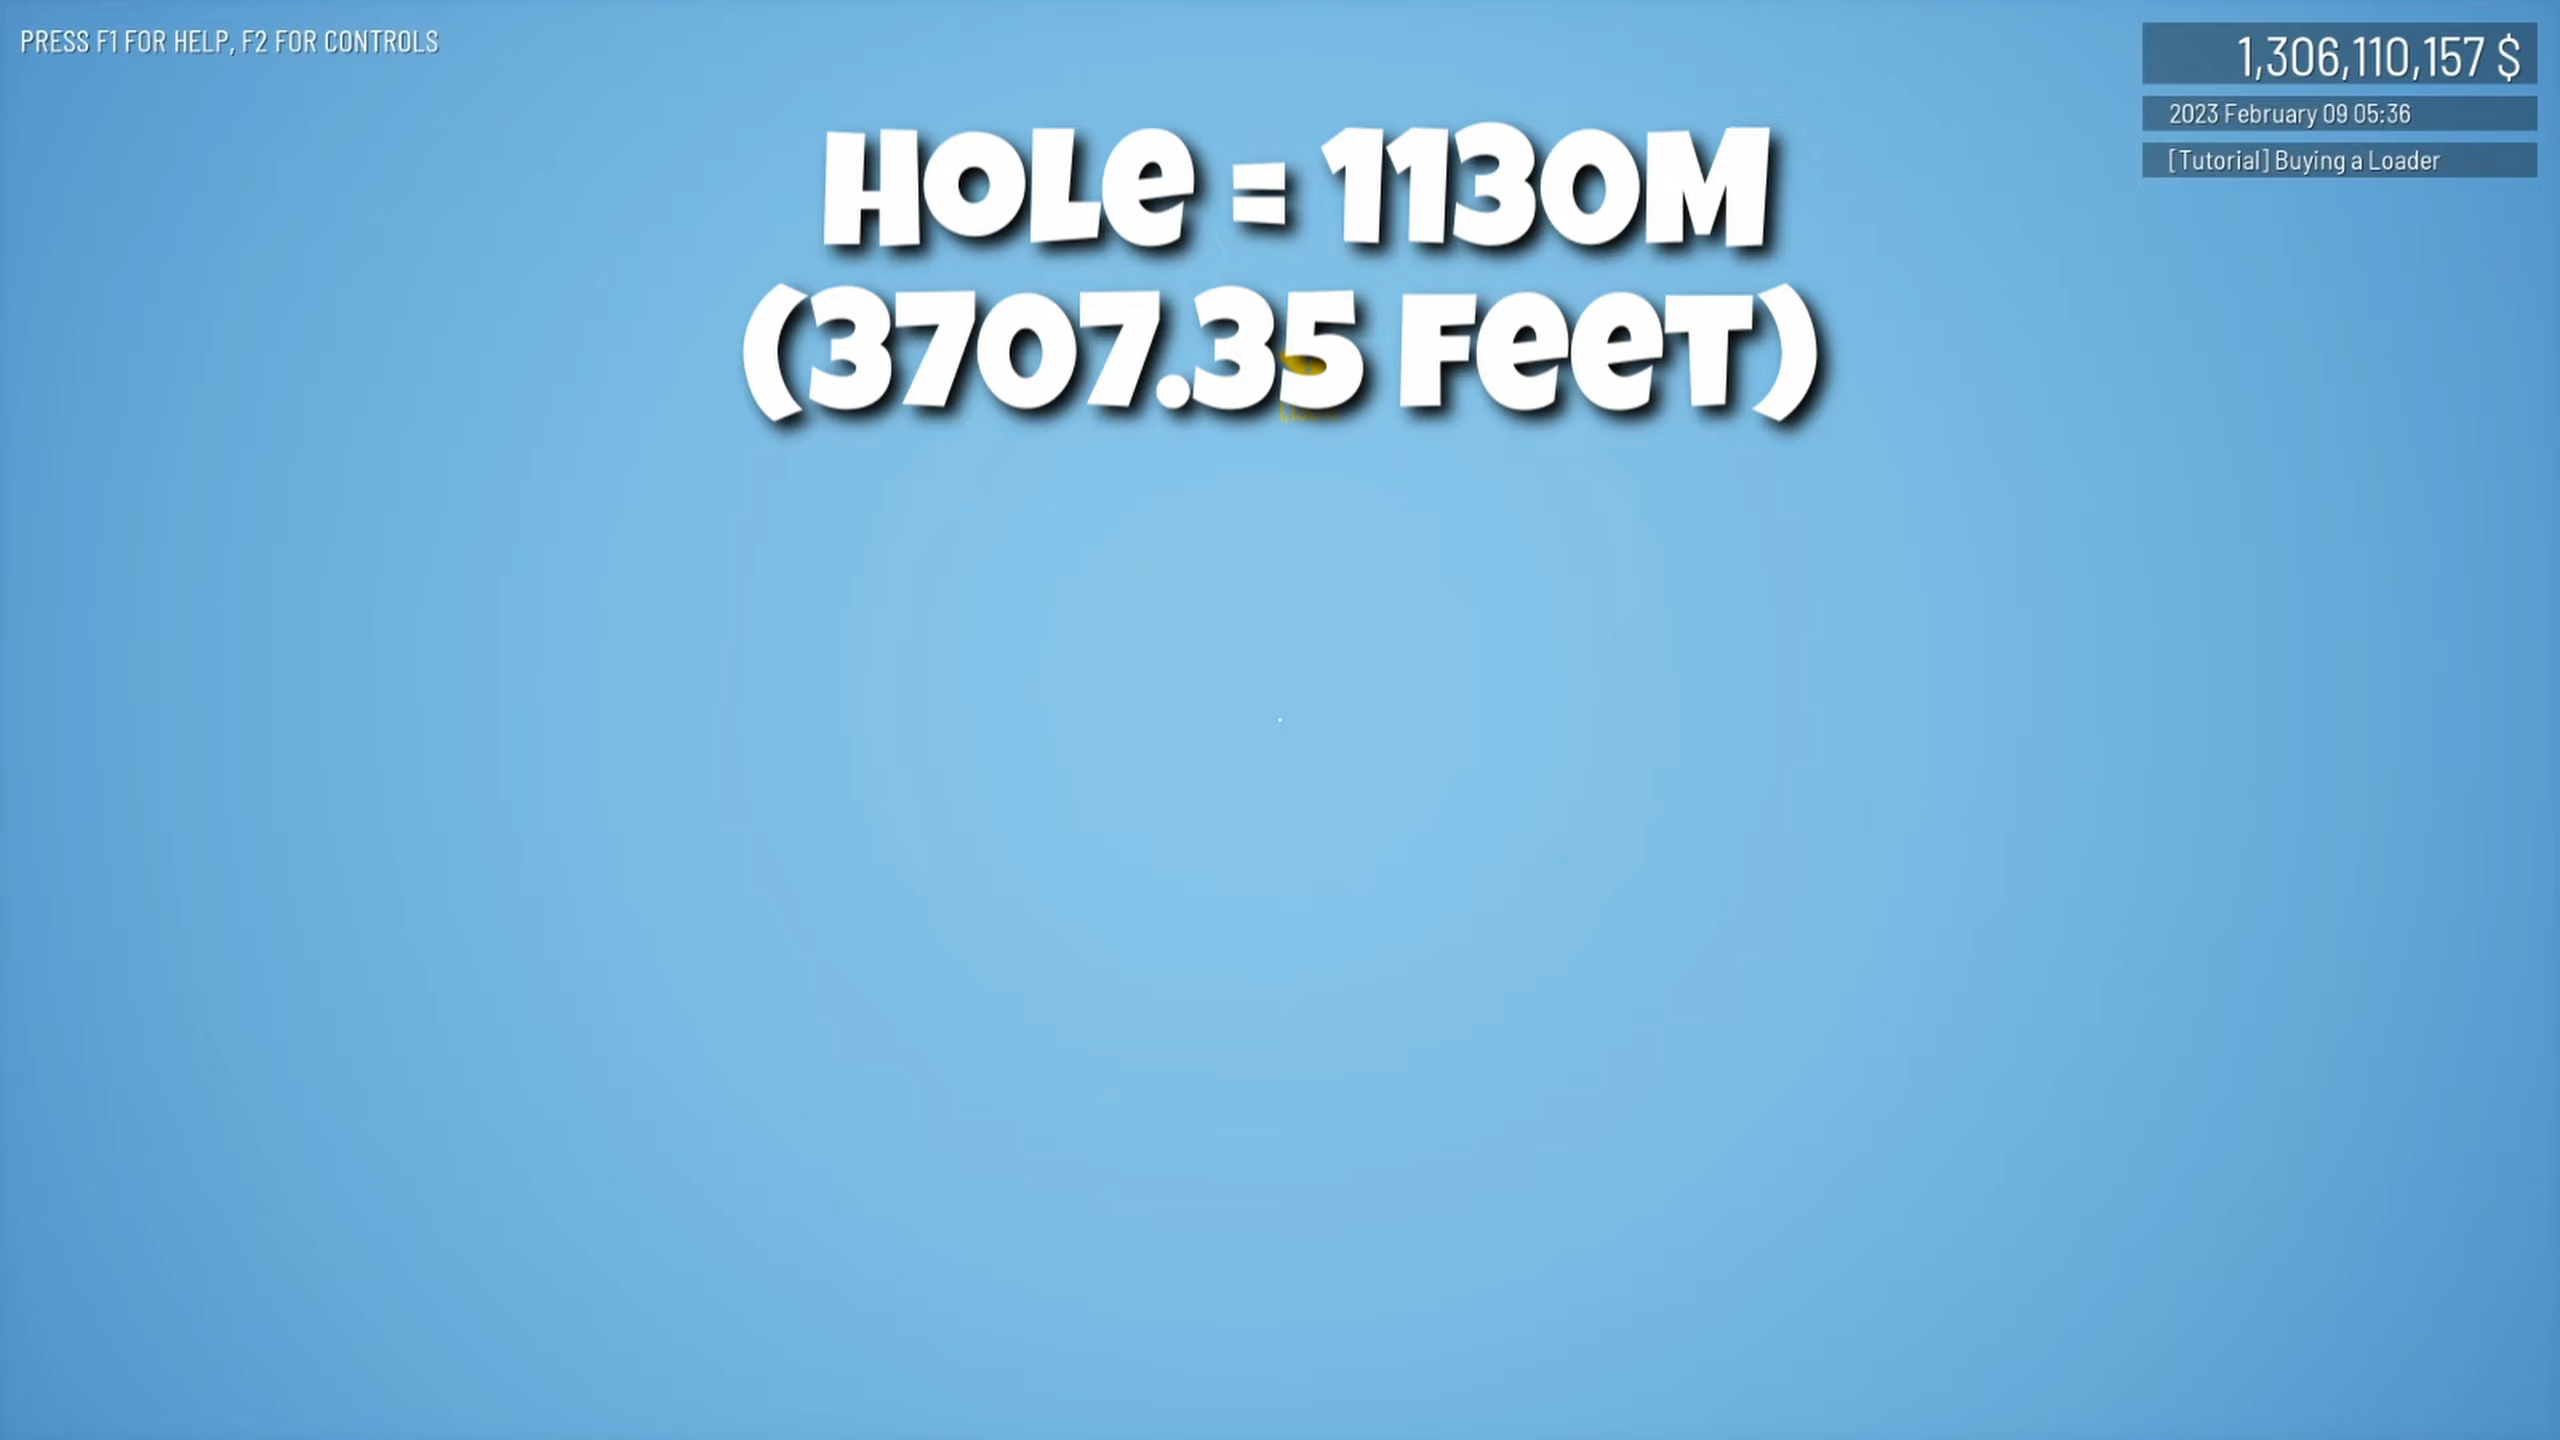 PRESS F1 FOR HELP, F2 FOR CONTROLS
1,306,110,157 $
2023 February 09 05:36
[Tutorial] Buying a Loader
HOLe = 1130M
(3707.35 FeeT)